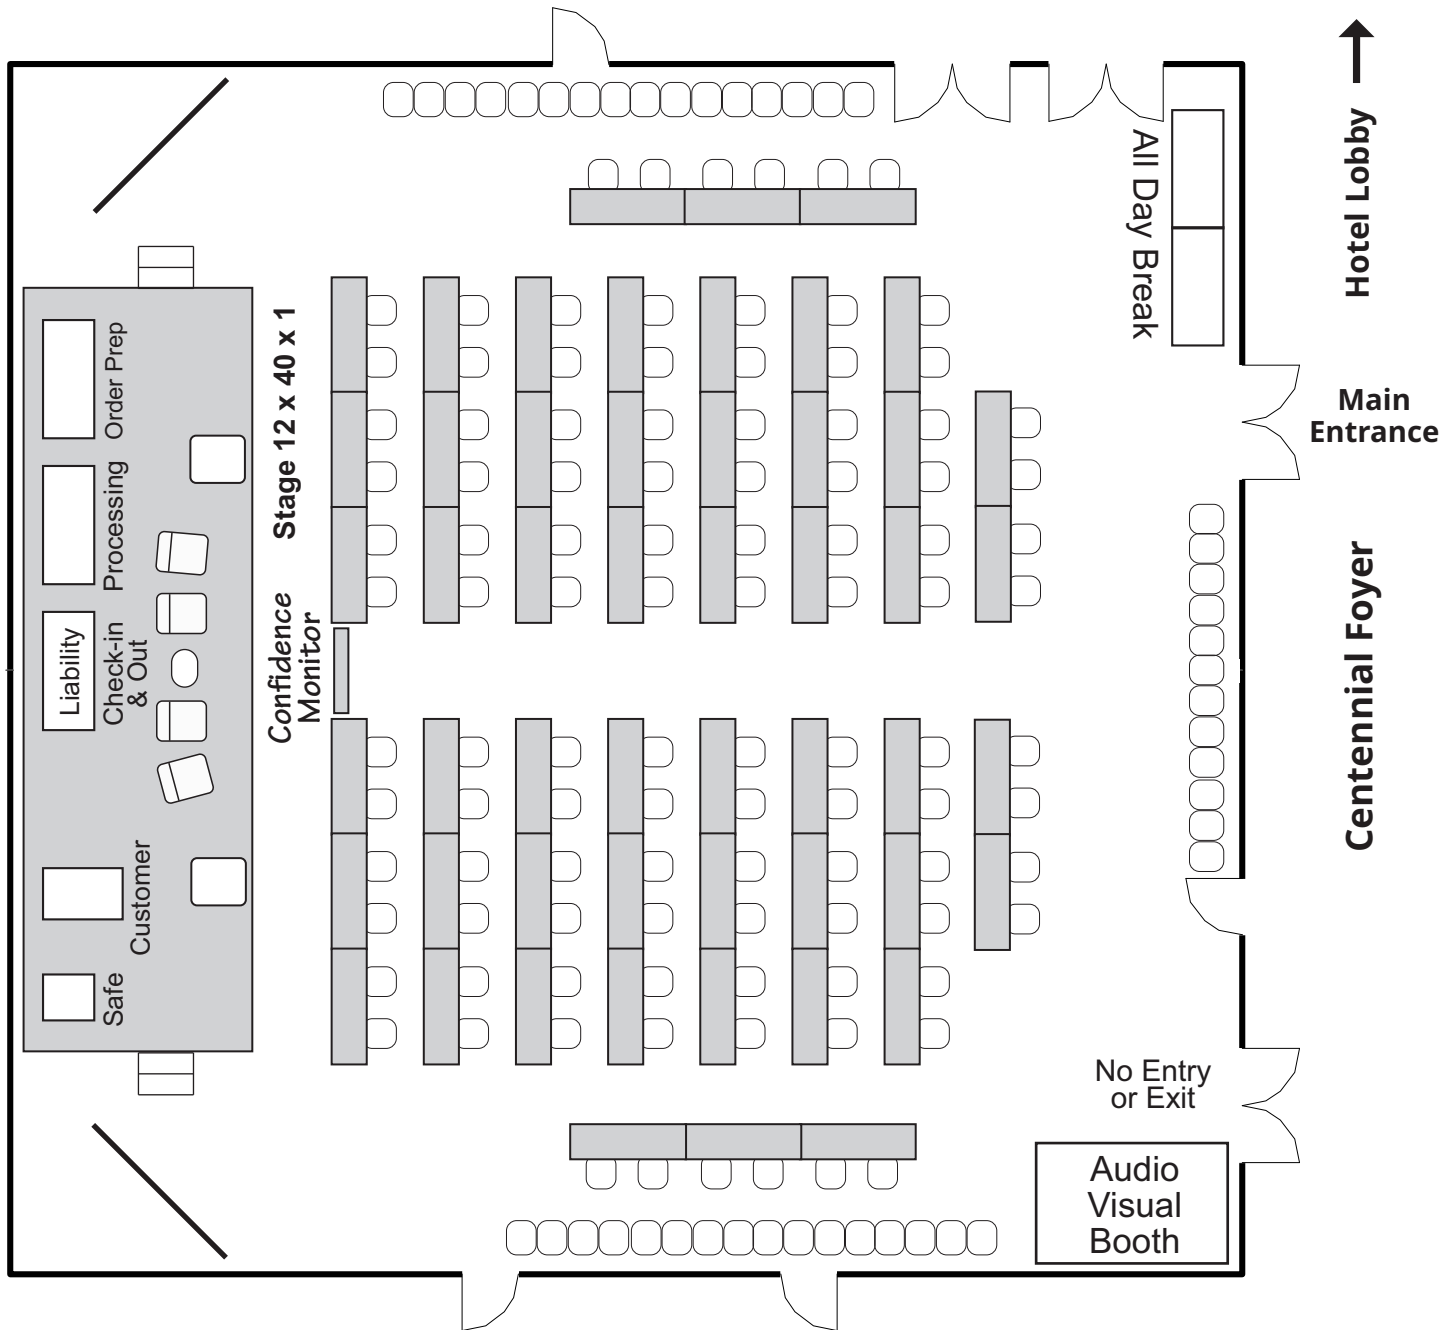 Order Prep
Processing
Liability
Check-in
& Out
Customer
Safe
Stage 12 x 40 x 1
Confidence
Monitor
All Day Break
Hotel Lobby
Main
Entrance
Centennial Foyer
No Entry
or Exit
Audio
Visual
Booth